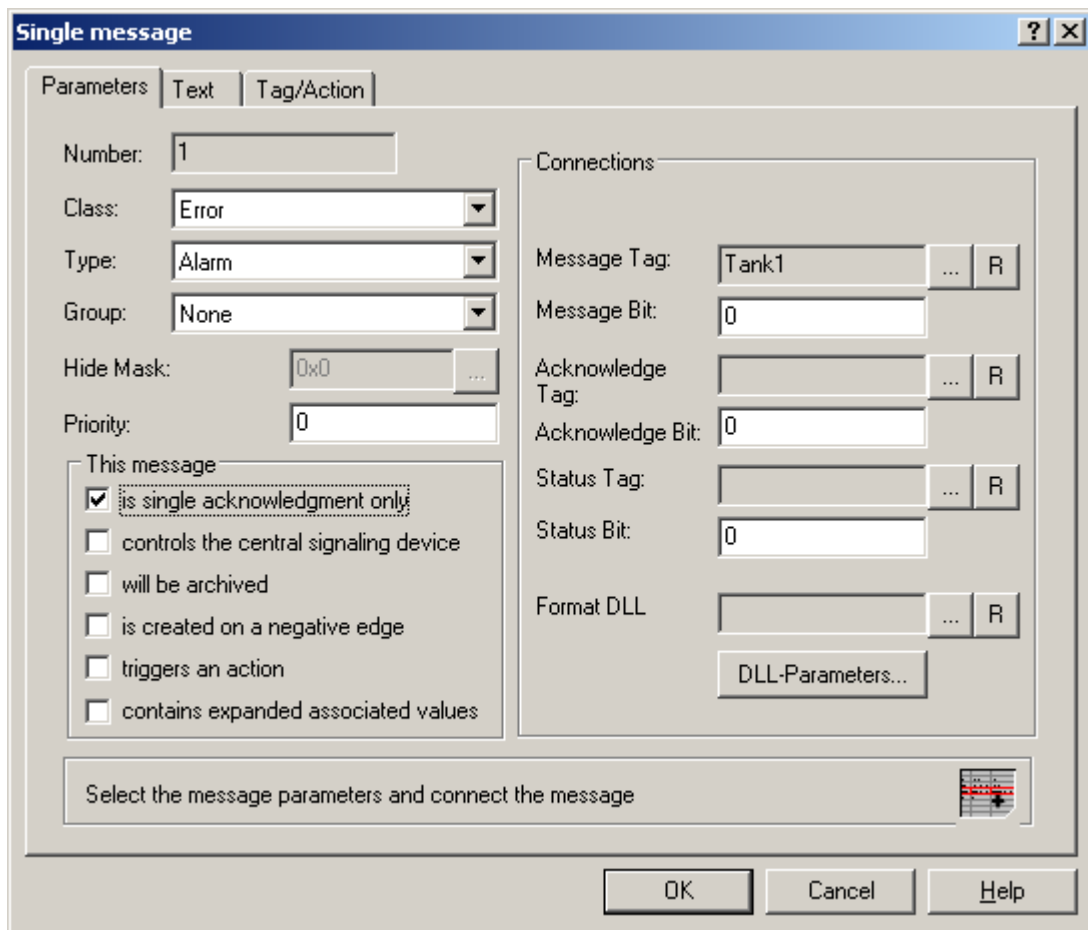 Single message
Parameters Text Tag/Action
Number: 1
Class: Error
Type: Alarm
Group: None
Hide Mask: 0x0 ...
Priority: 0
This message
is single acknowledgment only
controls the central signaling device
will be archived
is created on a negative edge
triggers an action
contains expanded associated values
Connections
Message Tag: Tank1 ... R
Message Bit: 0
Acknowledge
Tag: ... R
Acknowledge Bit: 0
Status Tag: ... R
Status Bit: 0
Format DLL ... R
DLL-Parameters...
Select the message parameters and connect the message
OK Cancel Help